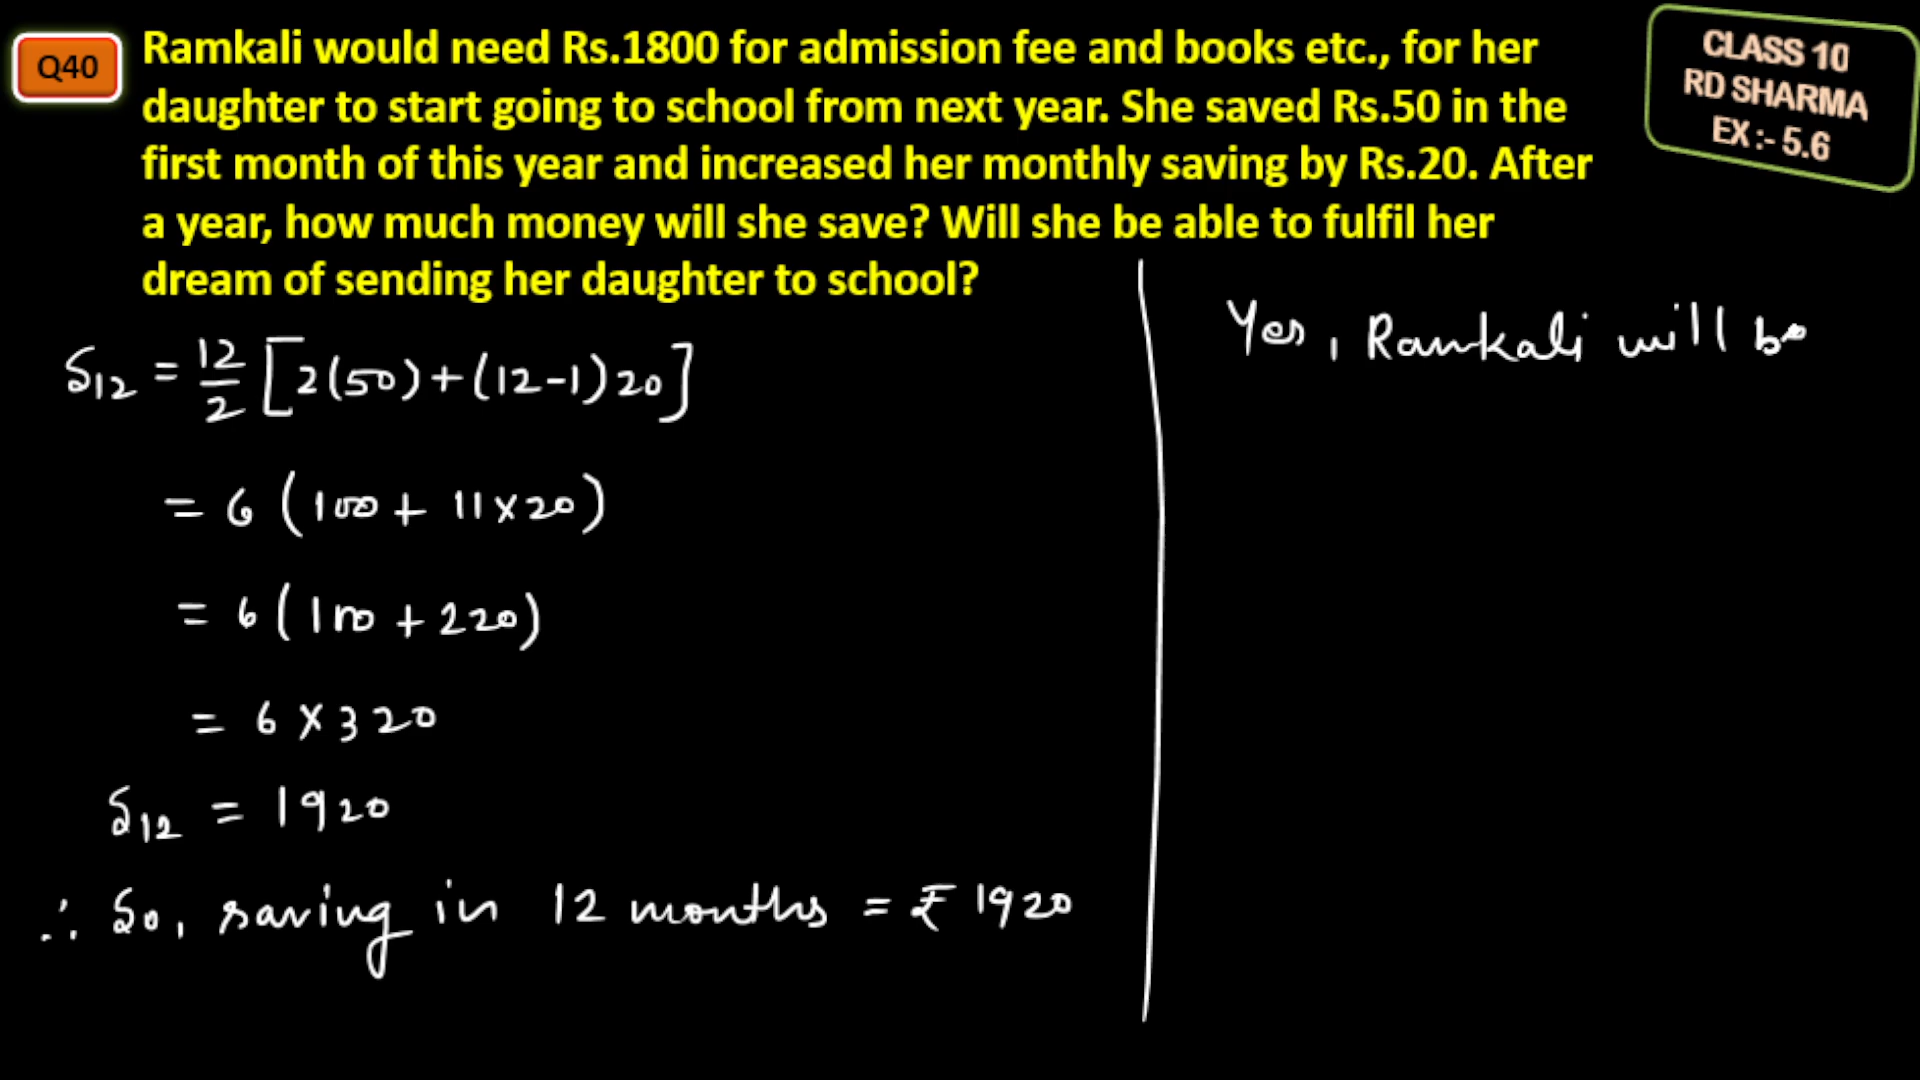 Q40
Ramkali would need Rs.1800 for admission fee and books etc., for her
daughter to start going to school from next year. She saved Rs.50 in the
first month of this year and increased her monthly saving by Rs.20. After
a year, how much money will she save? Will she be able to fulfil her
dream of sending her daughter to school?
CLASS 10
RD SHARMA
EX :- 5.6
S12 = 12/2 [2(50)+(12-1)20]
= 6 (100 + 11×20)
= 6 (100 + 220)
= 6 × 320
S12 = 1920
∴ So, saving in 12 months = ₹ 1920
Yes, Ramkali will be